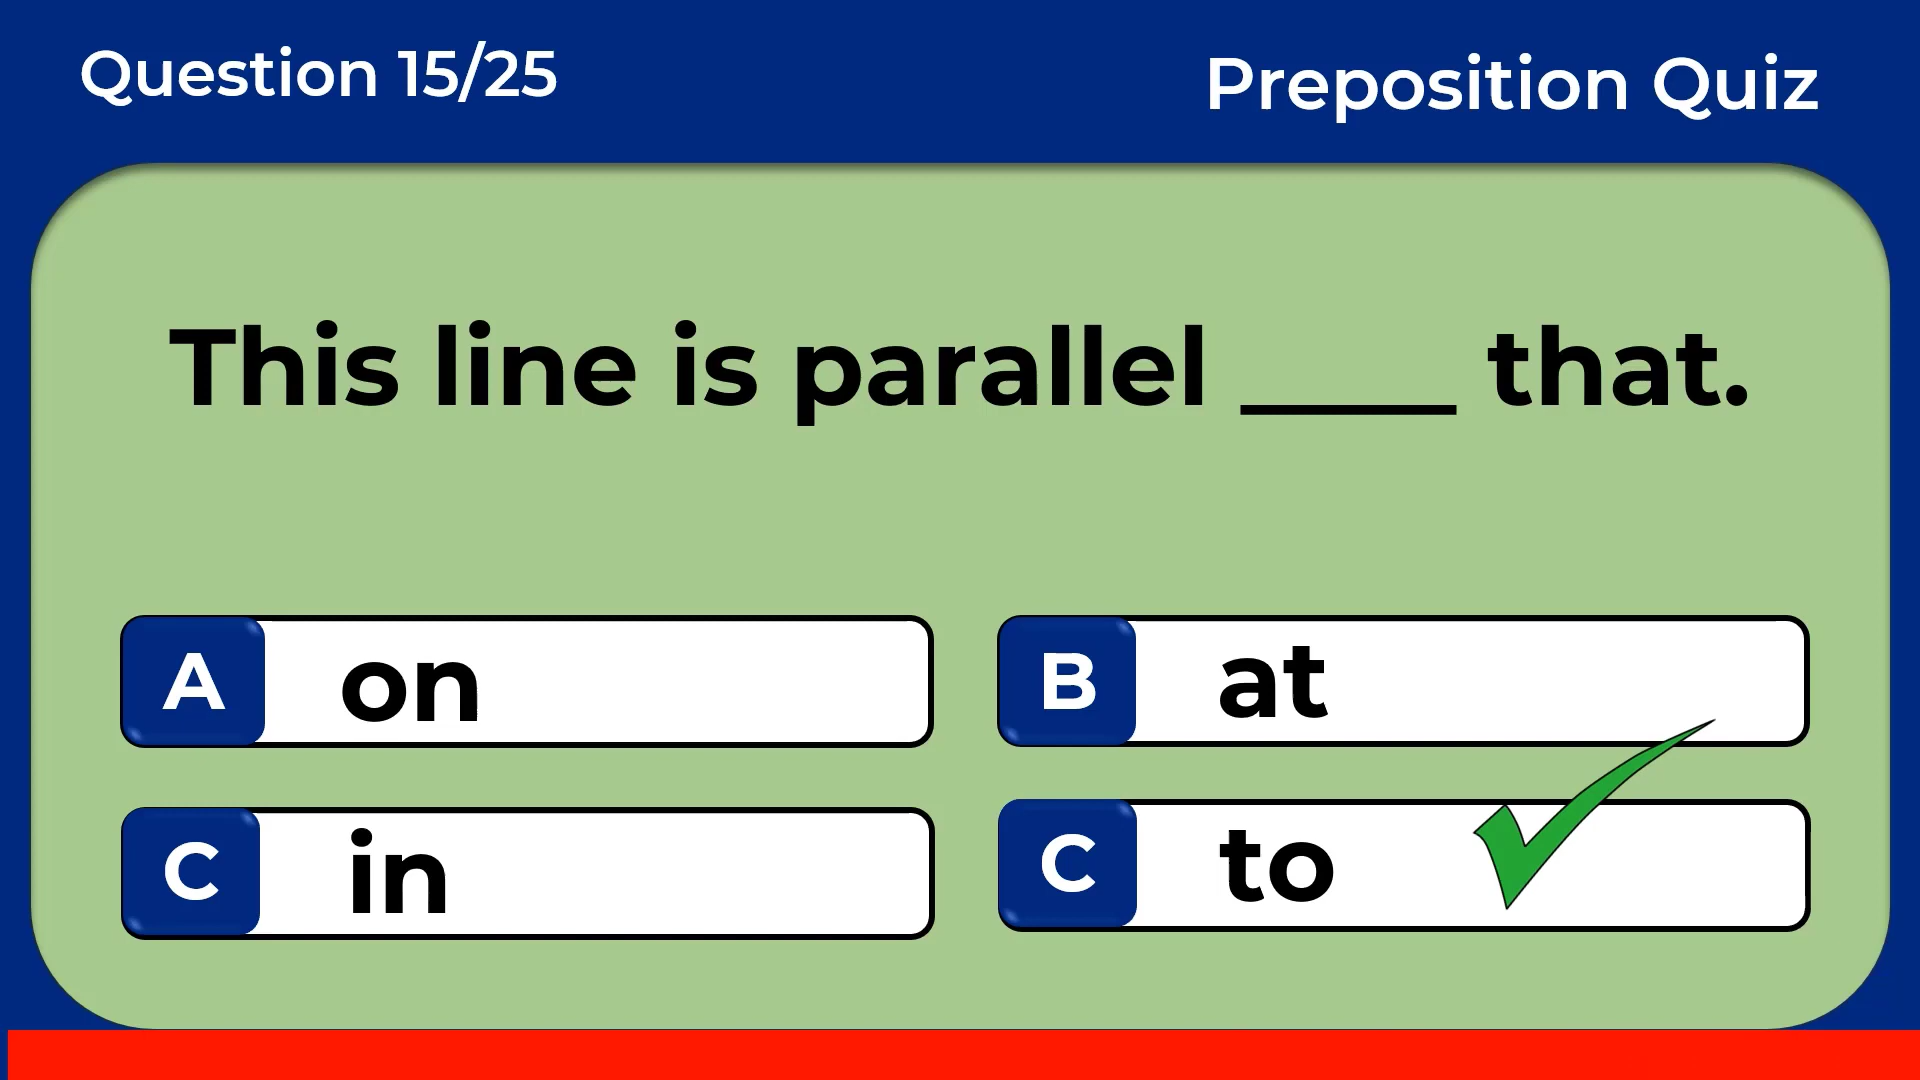 Question 15/25
Preposition Quiz
This line is parallel ____ that.
A on
B at
C in
C to